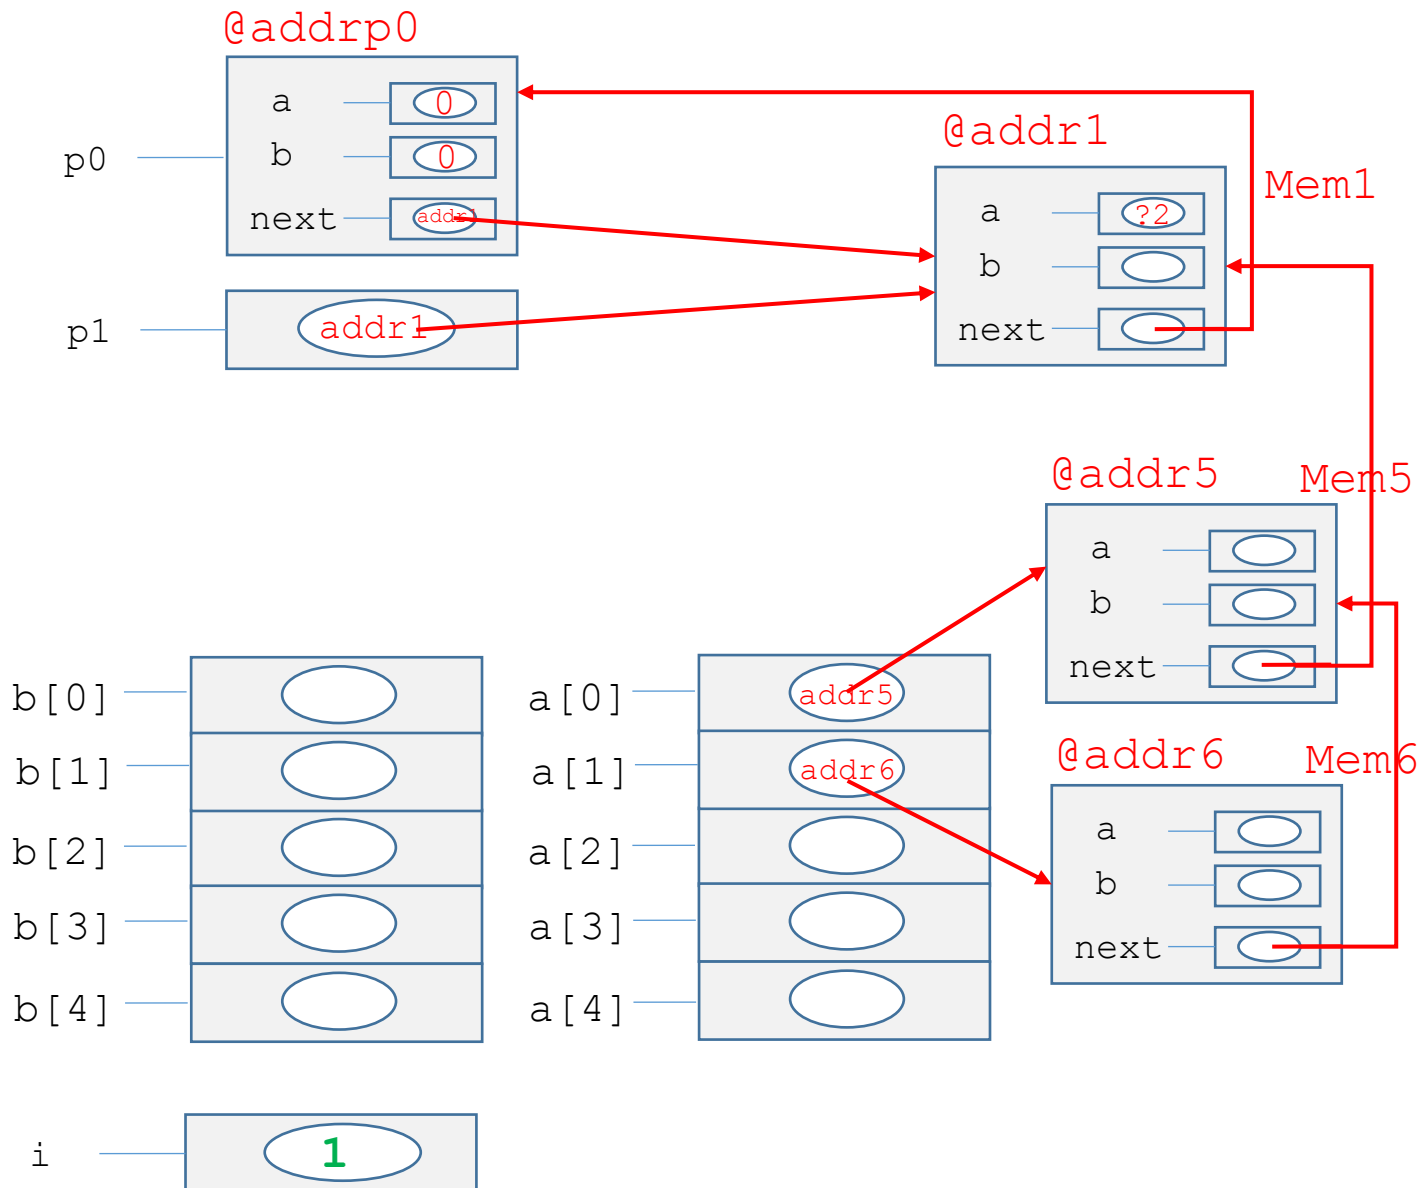 @addrp0
a 0
p0 b 0
next addr1
@addr1
Mem1
a ?2
b
next
p1 addr1
@addr5 Mem5
a
b
next
b[0] a[0] addr5
b[1] a[1] addr6
@addr6 Mem6
a
b
next
b[2] a[2]
b[3] a[3]
b[4] a[4]
i 1